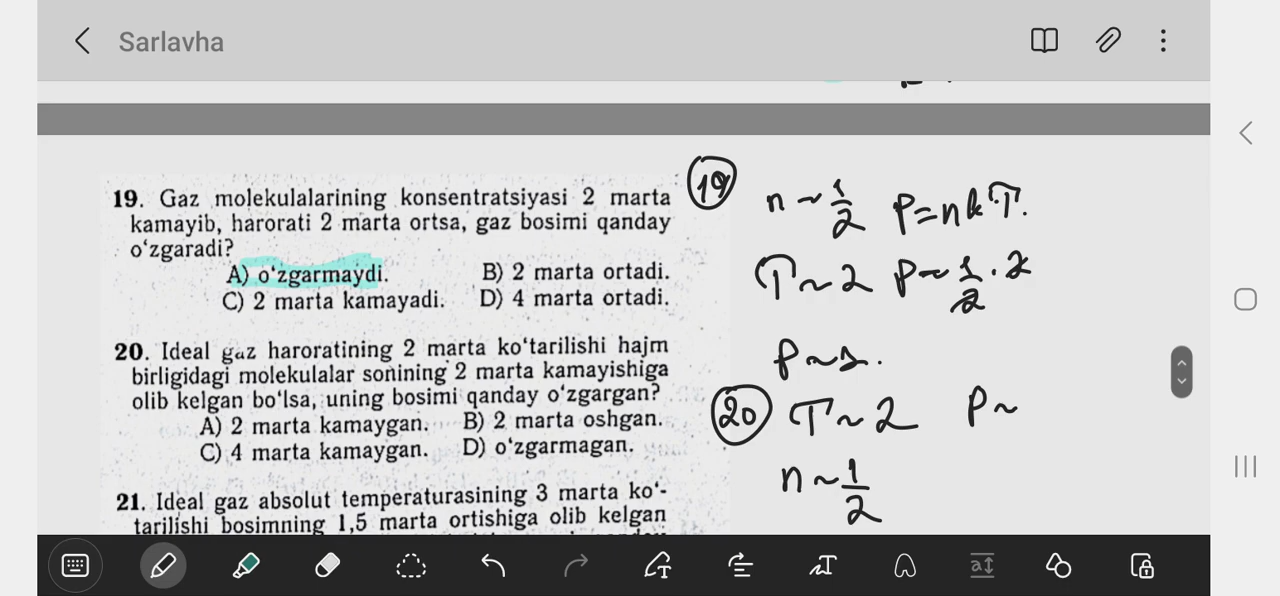 Sarlavha
19. Gaz molekulalarining konsentratsiyasi 2 marta
kamayib, harorati 2 marta ortsa, gaz bosimi qanday
o‘zgaradi?
A) o‘zgarmaydi. B) 2 marta ortadi.
C) 2 marta kamayadi. D) 4 marta ortadi.
20. Ideal gaz haroratining 2 marta ko‘tarilishi hajm
birligidagi molekulalar sonining 2 marta kamayishiga
olib kelgan bo‘lsa, uning bosimi qanday o‘zgargan?
A) 2 marta kamaygan. B) 2 marta oshgan.
C) 4 marta kamaygan. D) o‘zgarmagan.
21. Ideal gaz absolut temperaturasining 3 marta ko‘-
tarilishi bosimning 1,5 marta ortishiga olib kelgan
19 n ~ 1/2 P = n k T.
T ~ 2 P ~ 1/2 · 2
P ~ 1.
20 T ~ 2 P ~
n ~ 1/2